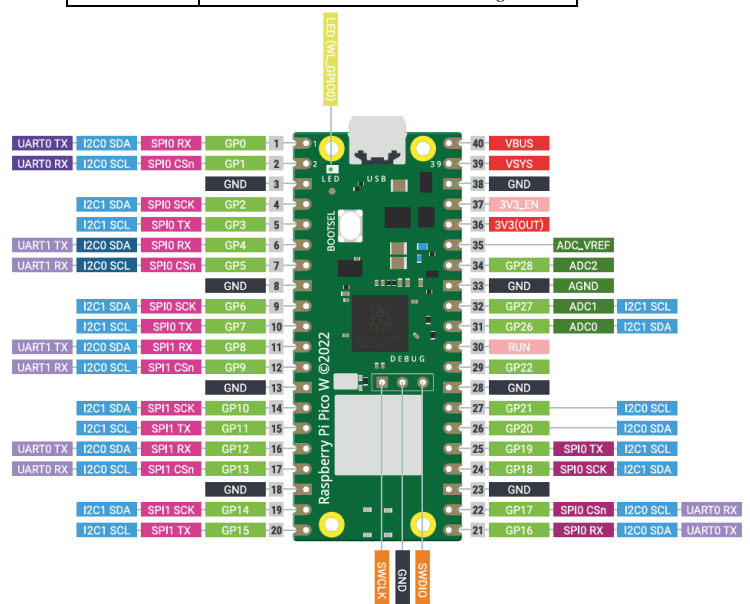 LED (WL_GPIO0)
UART0 TX I2C0 SDA SPI0 RX GP0 1 1 40 VBUS
UART0 RX I2C0 SCL SPI0 CSn GP1 2 2 39 39 VSYS
GND 3 LED USB 38 GND
I2C1 SDA SPI0 SCK GP2 4 37 3V3_EN
I2C1 SCL SPI0 TX GP3 5 36 3V3(OUT)
BOOTSEL
UART1 TX I2C0 SDA SPI0 RX GP4 6 35 ADC_VREF
UART1 RX I2C0 SCL SPI0 CSn GP5 7 34 GP28 ADC2
GND 8 33 GND AGND
I2C1 SDA SPI0 SCK GP6 9 32 GP27 ADC1 I2C1 SCL
I2C1 SCL SPI0 TX GP7 10 31 GP26 ADC0 I2C1 SDA
UART1 TX I2C0 SDA SPI1 RX GP8 11 30 RUN
DEBUG
UART1 RX I2C0 SCL SPI1 CSn GP9 12 29 GP22
GND 13 28 GND
I2C1 SDA SPI1 SCK GP10 14 27 GP21 I2C0 SCL
I2C1 SCL SPI1 TX GP11 15 26 GP20 I2C0 SDA
Raspberry Pi Pico W ©2022
UART0 TX I2C0 SDA SPI1 RX GP12 16 25 GP19 SPI0 TX I2C1 SCL
UART0 RX I2C0 SCL SPI1 CSn GP13 17 24 GP18 SPI0 SCK I2C1 SDA
GND 18 23 GND
I2C1 SDA SPI1 SCK GP14 19 22 GP17 SPI0 CSn I2C0 SCL UART0 RX
I2C1 SCL SPI1 TX GP15 20 21 GP16 SPI0 RX I2C0 SDA UART0 TX
SWCLK GND SWDIO